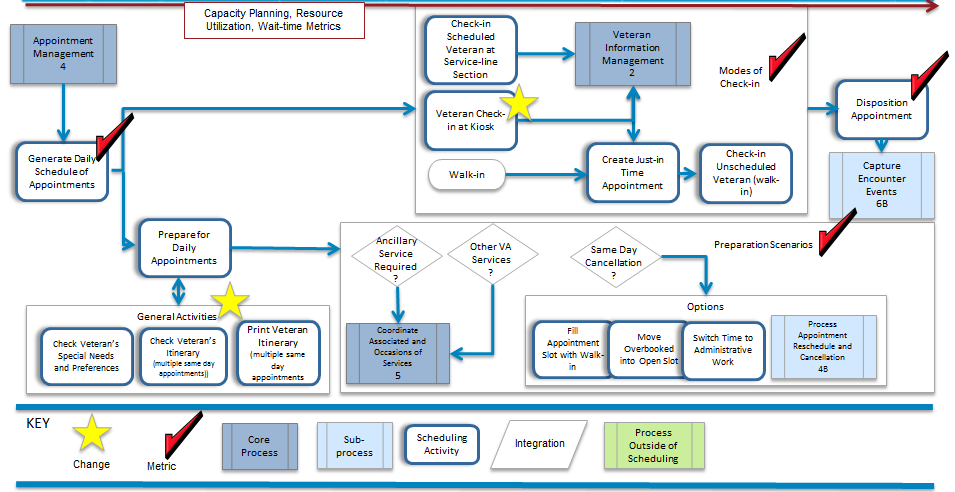 Capacity Planning, Resource
Utilization, Wait-time Metrics
Appointment
Management
4
Generate Daily
Schedule of
Appointments
Check-in
Scheduled
Veteran at
Service-line
Section
Veteran
Information
Management
2
Modes of
Check-in
Veteran Check-
in at Kiosk
Walk-in
Create Just-in
Time
Appointment
Check-in
Unscheduled
Veteran (walk-
in)
Disposition
Appointment
Capture
Encounter
Events
6B
Prepare for
Daily
Appointments
General Activities
Check Veteran's
Special Needs
and Preferences
Check Veteran's
Itinerary
(multiple same day
appointments))
Print Veteran
Itinerary
(multiple same
day
appointments
Ancillary
Service
Required
?
Other VA
Services?
?
Same Day
Cancellation
?
Preparation Scenarios
Coordinate
Associated and
Occasions of
Services
5
Options
Fill
Appointment
Slot with Walk-
in
Move
Overbooked
into Open Slot
Switch Time to
Administrative
Work
Process
Appointment
Reschedule and
Cancellation
4B
KEY
Change
Metric
Core
Process
Sub-
process
Scheduling
Activity
Integration
Process
Outside of
Scheduling